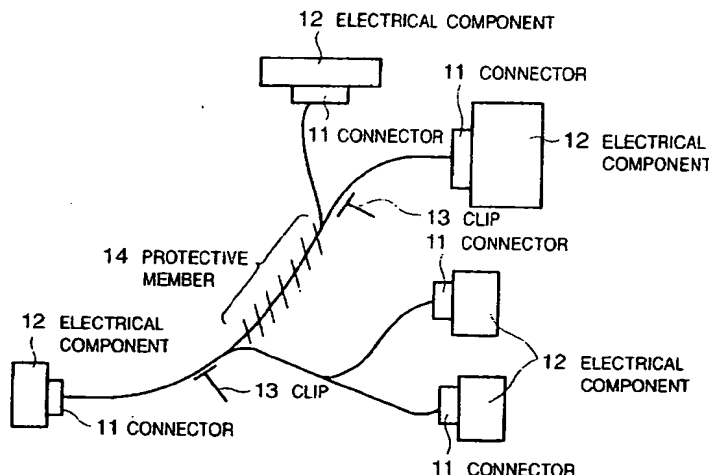 12 ELECTRICAL COMPONENT
11 CONNECTOR
11 CONNECTOR
12 ELECTRICAL
COMPONENT
13 CLIP
11 CONNECTOR
14 PROTECTIVE
MEMBER
12 ELECTRICAL
COMPONENT
12 ELECTRICAL
COMPONENT
13 CLIP
11 CONNECTOR
11 CONNECTOR